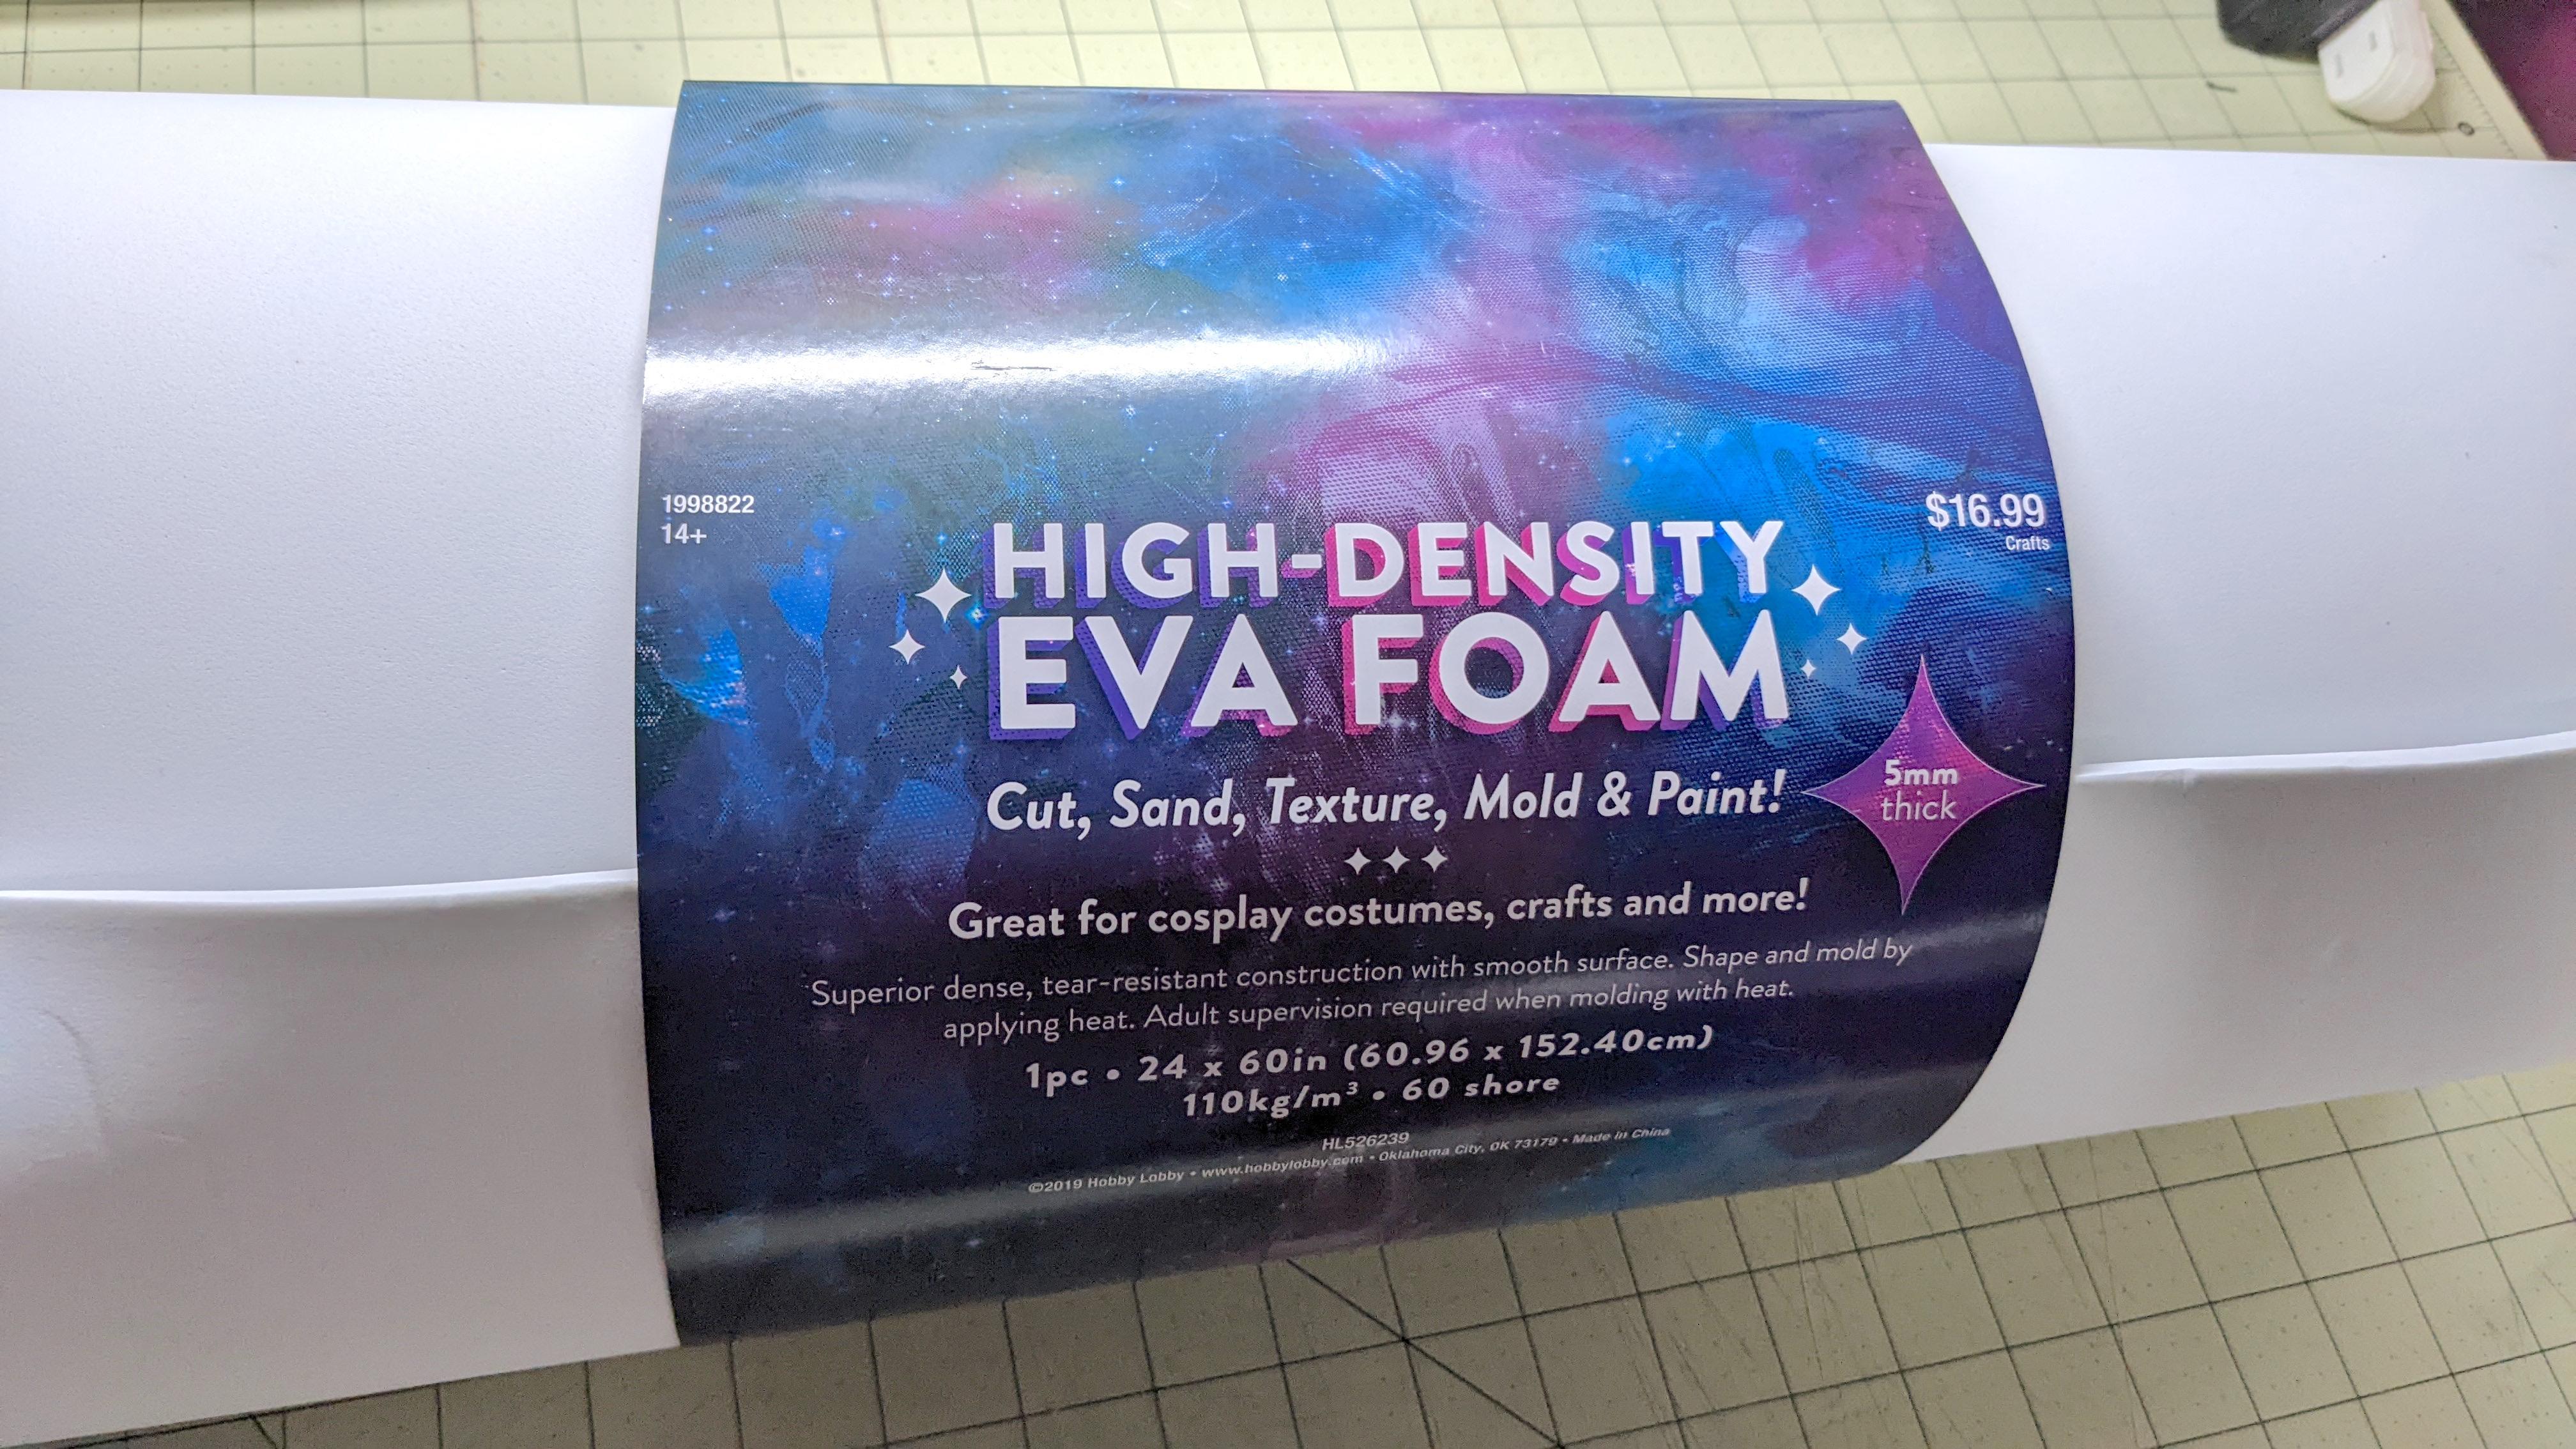 1998822
14+
$16.99
Crafts
HIGH-DENSITY
EVA FOAM
Cut, Sand, Texture, Mold & Paint!
5mm
thick
Great for cosplay costumes, crafts and more!
Superior dense, tear-resistant construction with smooth surface. Shape and mold by
applying heat. Adult supervision required when molding with heat.
1pc • 24 x 60in (60.96 x 152.40cm)
110kg/m³ • 60 shore
HL526239
©2019 Hobby Lobby • www.hobbylobby.com • Oklahoma City, OK 73179 • Made in China